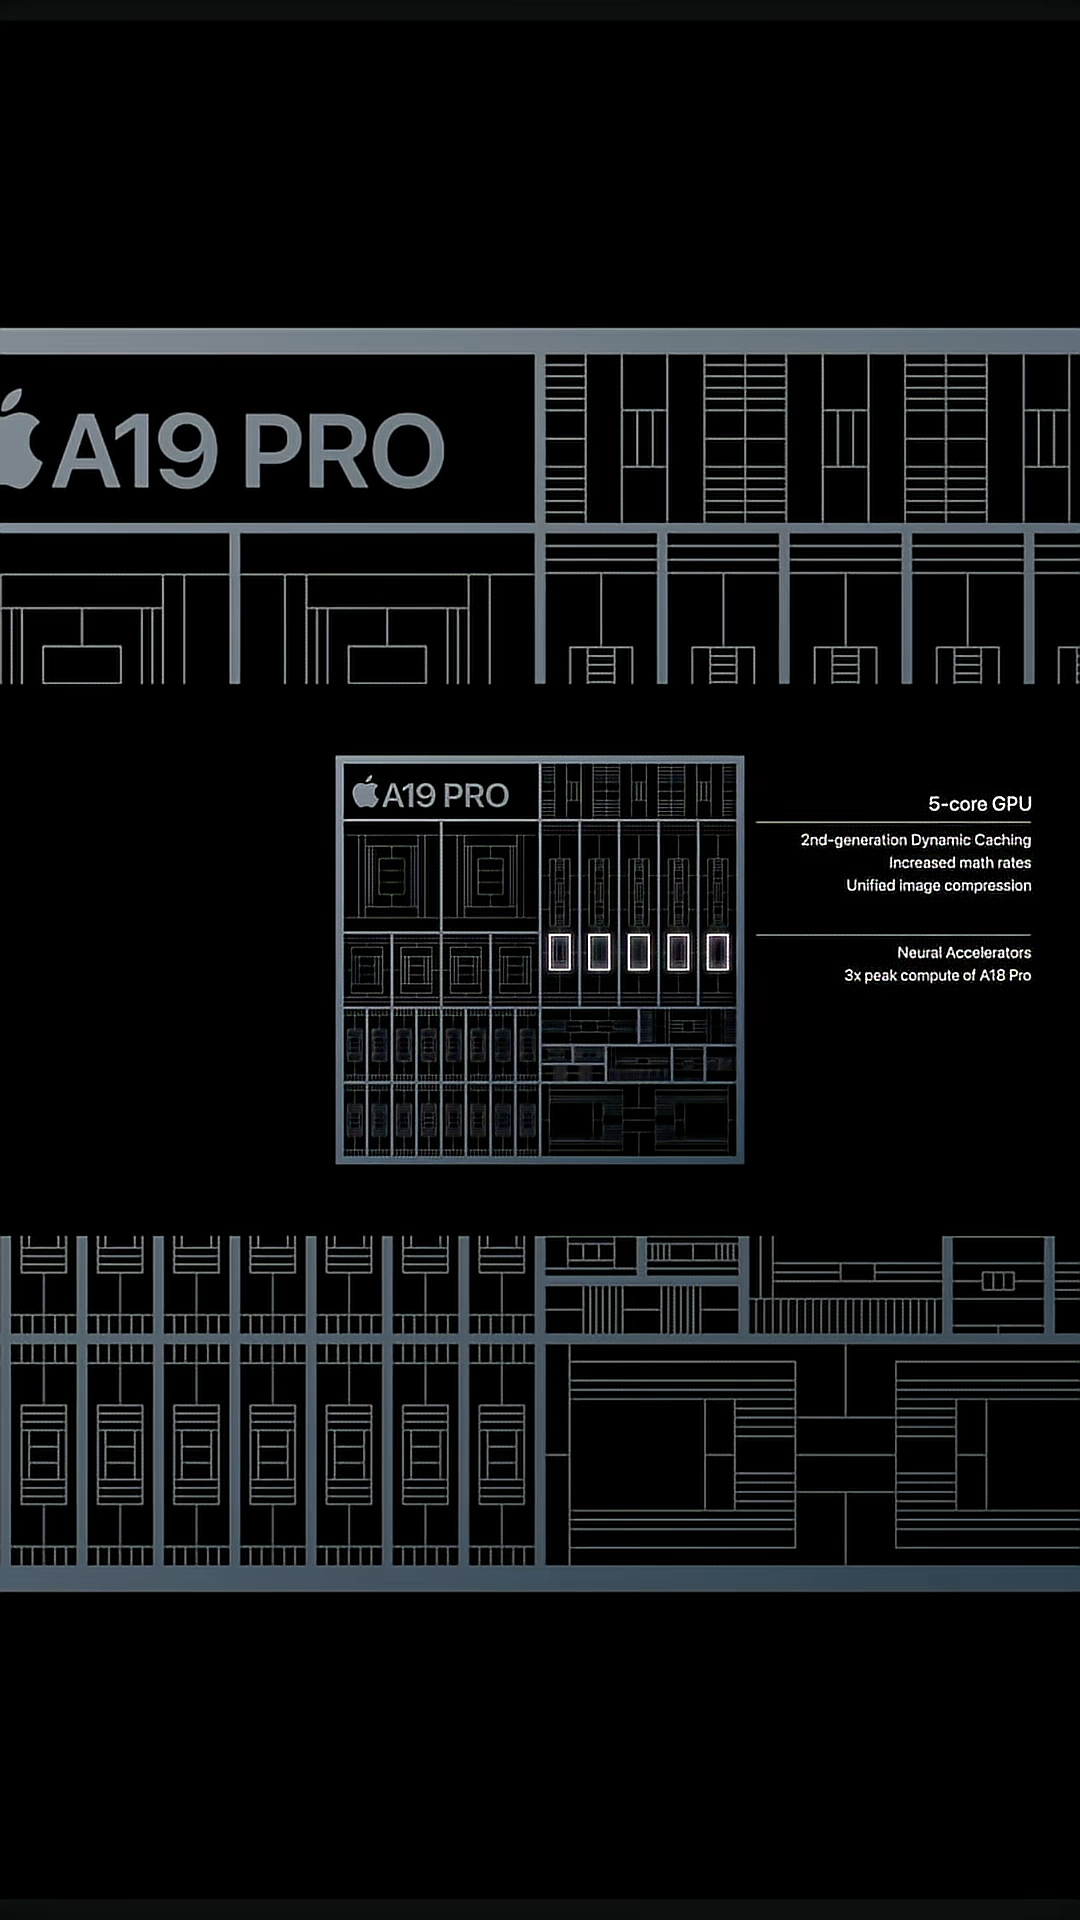 A19 PRO
A19 PRO
5-core GPU
2nd-generation Dynamic Caching
Increased math rates
Unified image compression
Neural Accelerators
3x peak compute of A18 Pro